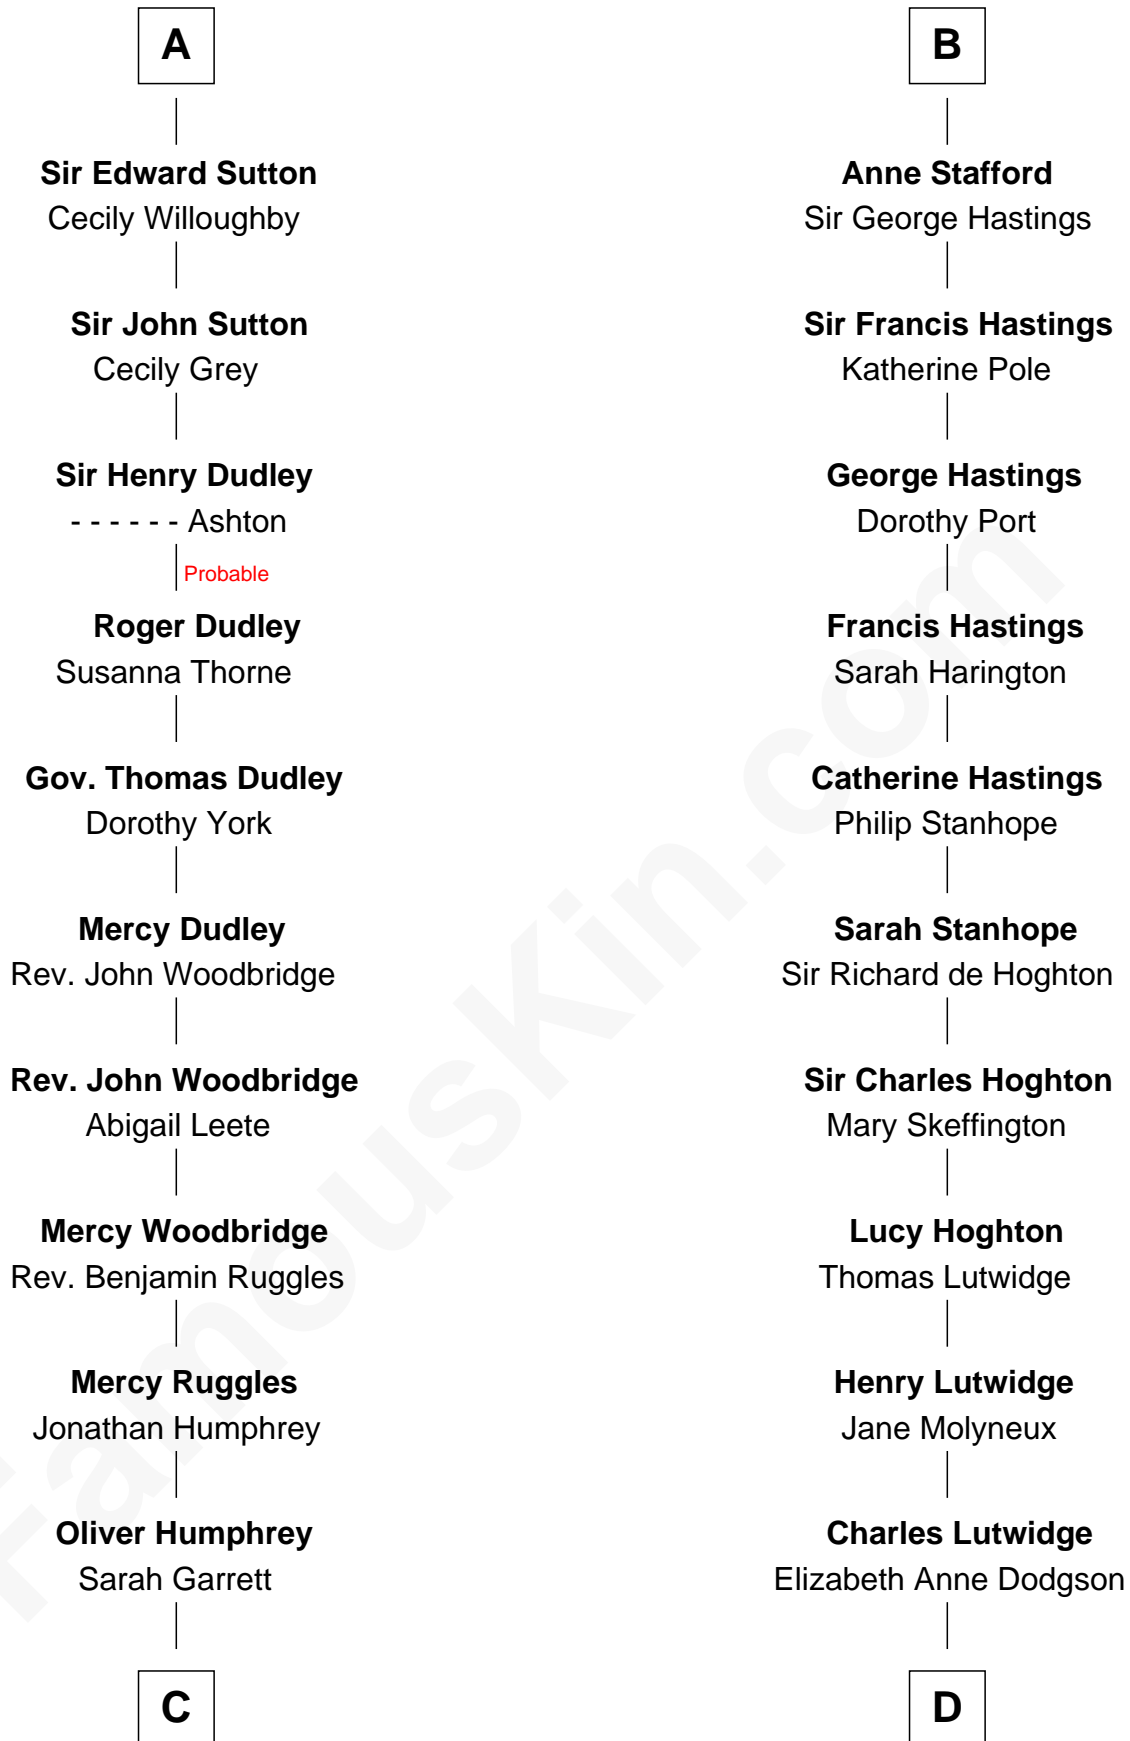 A
Sir Edward Sutton
Cecily Willoughby
Sir John Sutton
Cecily Grey
Sir Henry Dudley
- - - - - - Ashton
Probable
Roger Dudley
Susanna Thorne
Gov. Thomas Dudley
Dorothy York
Mercy Dudley
Rev. John Woodbridge
Rev. John Woodbridge
Abigail Leete
Mercy Woodbridge
Rev. Benjamin Ruggles
Mercy Ruggles
Jonathan Humphrey
Oliver Humphrey
Sarah Garrett
C
B
Anne Stafford
Sir George Hastings
Sir Francis Hastings
Katherine Pole
George Hastings
Dorothy Port
Francis Hastings
Sarah Harington
Catherine Hastings
Philip Stanhope
Sarah Stanhope
Sir Richard de Hoghton
Sir Charles Hoghton
Mary Skeffington
Lucy Hoghton
Thomas Lutwidge
Henry Lutwidge
Jane Molyneux
Charles Lutwidge
Elizabeth Anne Dodgson
D
FamousKin.com